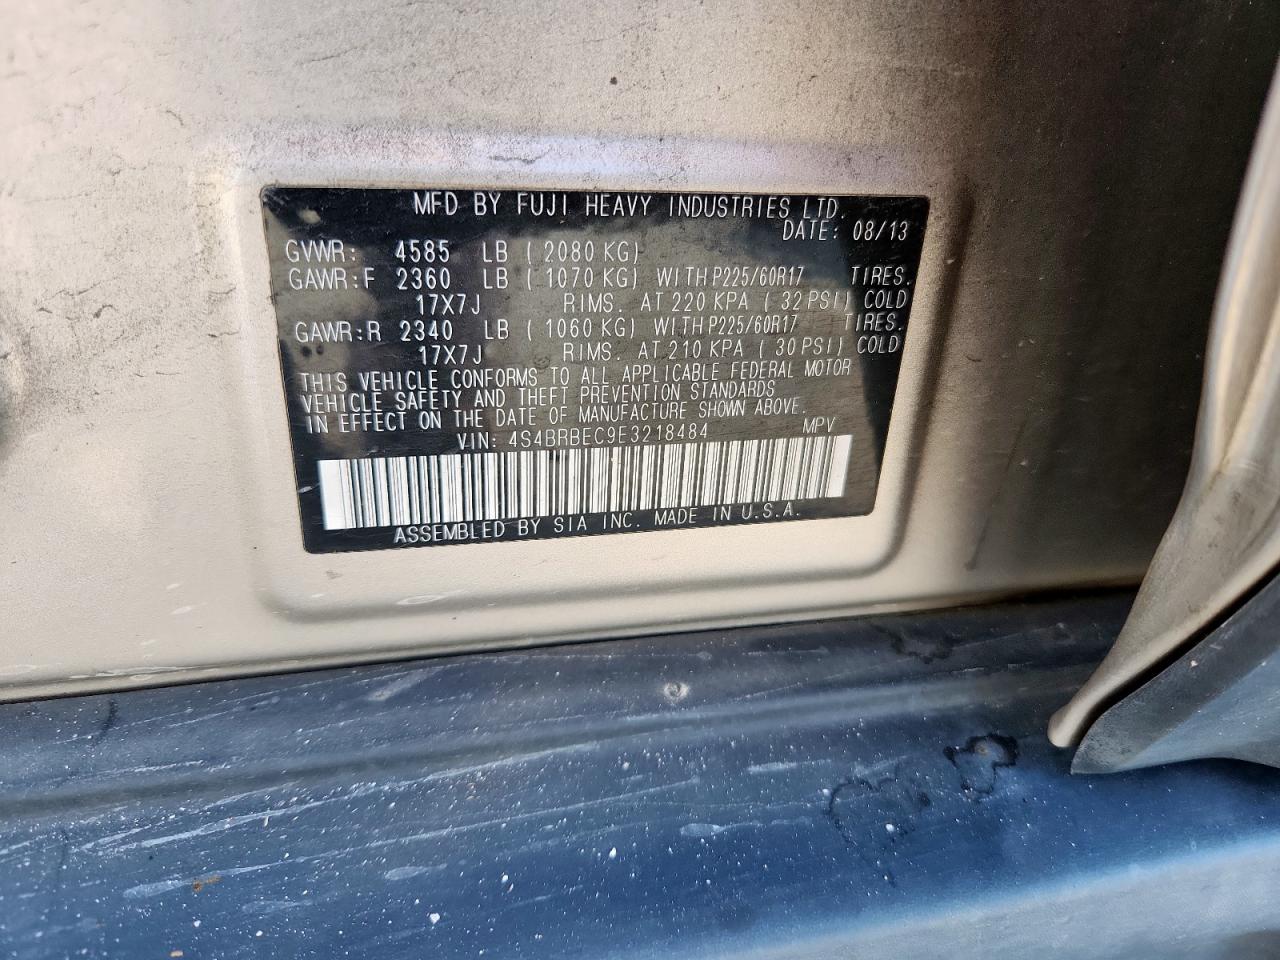 MFD BY FUJI HEAVY INDUSTRIES LTD.
DATE: 08/13
GVWR: 4585 LB ( 2080 KG)
GAWR:F 2360 LB ( 1070 KG) WITH P225/60R17 TIRES.
17X7J RIMS. AT 220 KPA ( 32 PSI) COLD
GAWR:R 2340 LB ( 1060 KG) WITH P225/60R17 TIRES.
17X7J RIMS. AT 210 KPA ( 30 PSI) COLD
THIS VEHICLE CONFORMS TO ALL APPLICABLE FEDERAL MOTOR
VEHICLE SAFETY AND THEFT PREVENTION STANDARDS
IN EFFECT ON THE DATE OF MANUFACTURE SHOWN ABOVE.
VIN: 4S4BRBEC9E3218484 MPV
ASSEMBLED BY SIA INC. MADE IN U.S.A.